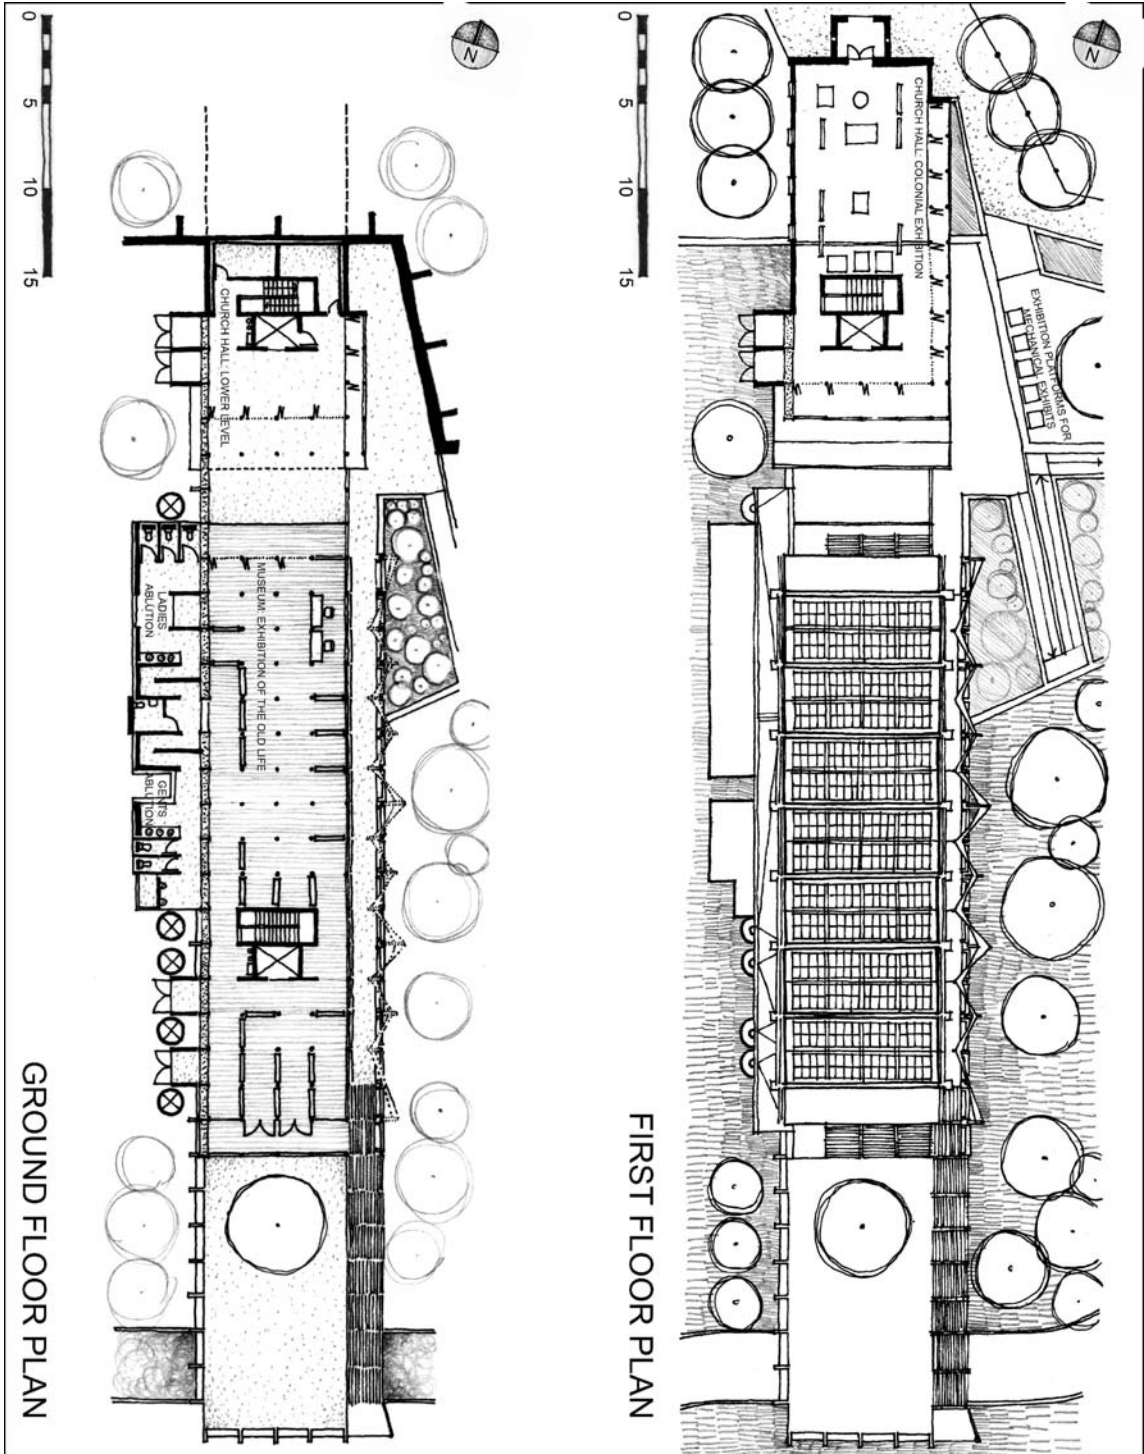 CHURCH HALL: COLONIAL EXHIBITION
EXHIBITION PLATFORMS FOR
MECHANICAL EXHIBITS
N
0 5 10 15
FIRST FLOOR PLAN
CHURCH HALL: LOWER LEVEL
MUSEUM: EXHIBITION OF THE OLD LIFE
LADIES
ABLUTION
GENTS
ABLUTION
N
0 5 10 15
GROUND FLOOR PLAN